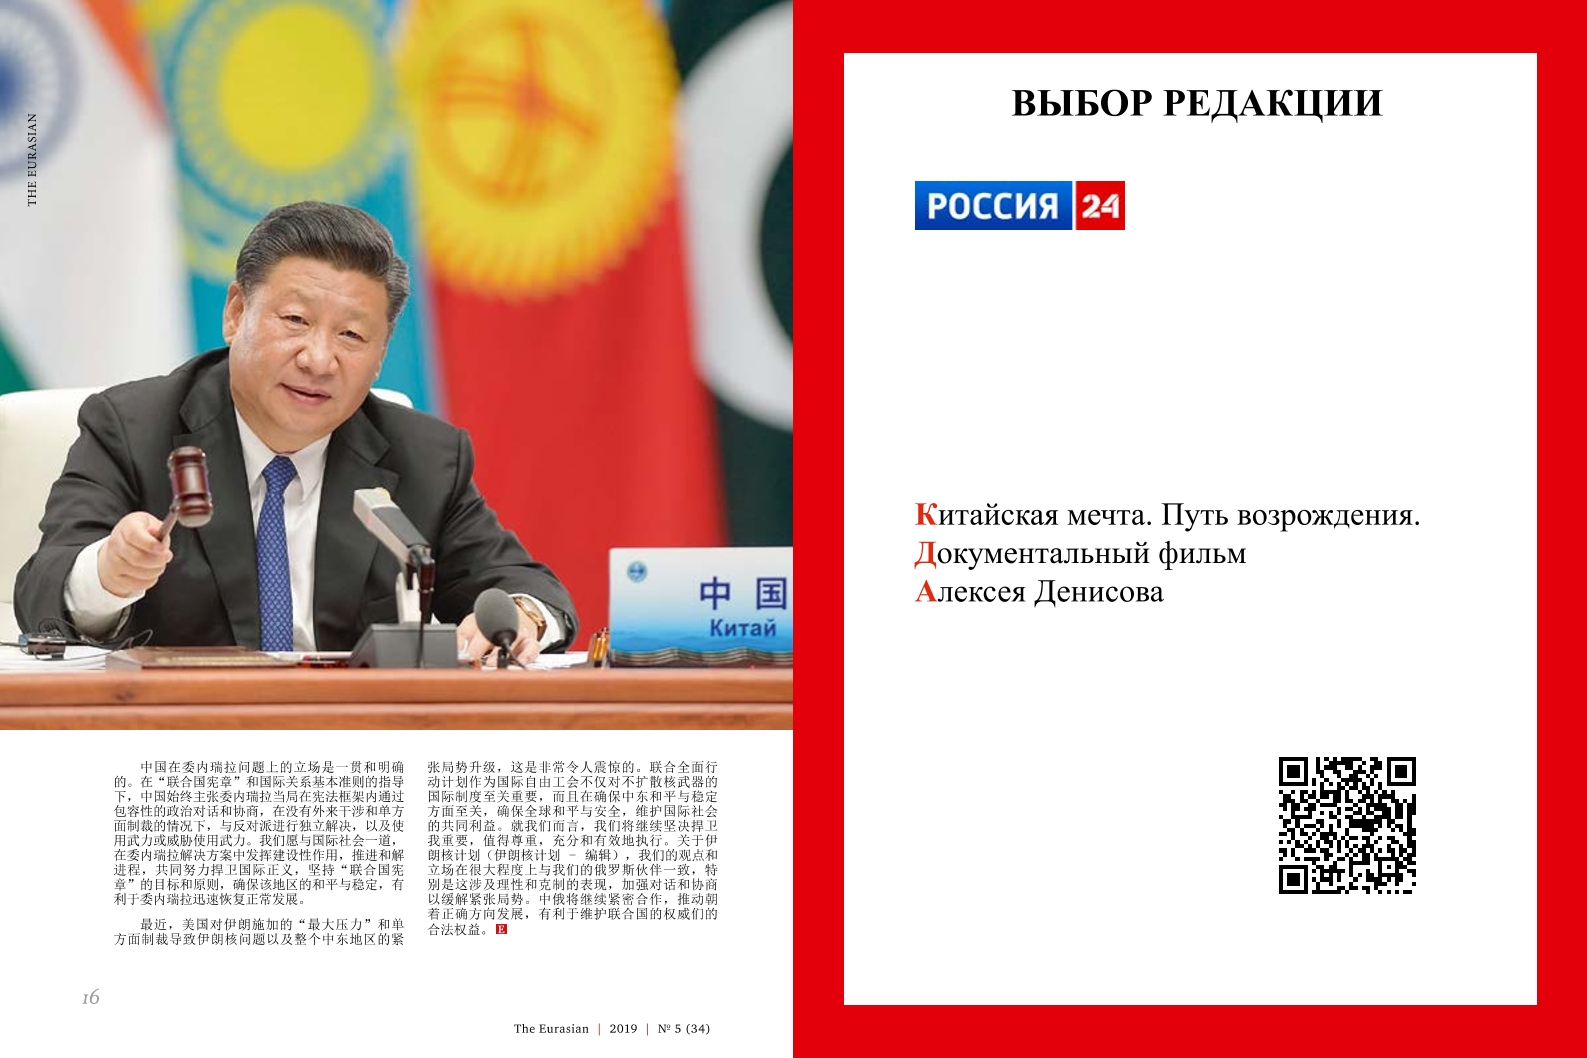 THE EURASIAN
中 国
Китай
中国在委内瑞拉问题上的立场是一贯和明确
的。在“联合国宪章”和国际关系基本准则的指导
下，中国始终主张委内瑞拉当局在宪法框架内通过
包容性的政治对话和协商，在没有外来干涉和单方
面制裁的情况下，与反对派进行独立解决，以及使
用武力或威胁使用武力。我们愿与国际社会一道，
在委内瑞拉解决方案中发挥建设性作用，推进和解
进程，共同努力捍卫国际正义，坚持“联合国宪
章”的目标和原则，确保该地区的和平与稳定，有
利于委内瑞拉迅速恢复正常发展。
最近，美国对伊朗施加的“最大压力”和单
方面制裁导致伊朗核问题以及整个中东地区的紧
张局势升级，这是非常令人震惊的。联合全面行
动计划作为国际自由工会不仅对不扩散核武器的
国际制度至关重要，而且在确保中东和平与稳定
方面至关，确保全球和平与安全，维护国际社会
的共同利益。就我们而言，我们将继续坚决捍卫
我重要，值得尊重，充分和有效地执行。关于伊
朗核计划（伊朗核计划 – 编辑），我们的观点和
立场在很大程度上与我们的俄罗斯伙伴一致，特
别是这涉及理性和克制的表现，加强对话和协商
以缓解紧张局势。中俄将继续紧密合作，推动朝
着正确方向发展，有利于维护联合国的权威们的
合法权益。E
16
The Eurasian | 2019 | № 5 (34)
ВЫБОР РЕДАКЦИИ
РОССИЯ 24
Китайская мечта. Путь возрождения.
Документальный фильм
Алексея Денисова